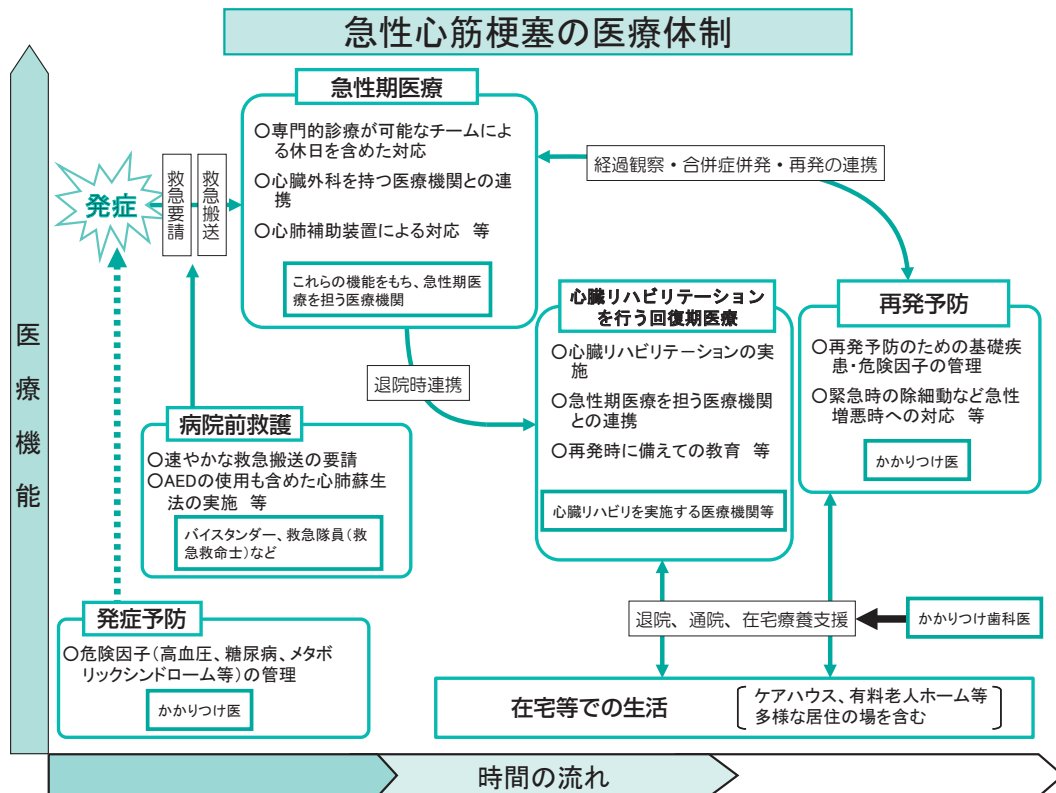 急性心筋梗塞の医療体制
医療機能
急性期医療
○専門的診療が可能なチームによ
る休日を含めた対応
○心臓外科を持つ医療機関との連
携
○心肺補助装置による対応 等
これらの機能をもち、急性期医
療を担う医療機関
発症
救急要請
救急搬送
経過観察・合併症併発・再発の連携
退院時連携
心臓リハビリテーション
を行う回復期医療
○心臓リハビリテーションの実
施
○急性期医療を担う医療機関
との連携
○再発時に備えての教育 等
心臓リハビリを実施する医療機関等
再発予防
○再発予防のための基礎疾
患・危険因子の管理
○緊急時の除細動など急性
増悪時への対応 等
かかりつけ医
病院前救護
○速やかな救急搬送の要請
○AEDの使用も含めた心肺蘇生
法の実施 等
バイスタンダー、救急隊員(救
急救命士)など
発症予防
○危険因子(高血圧、糖尿病、メタボ
リックシンドローム等)の管理
かかりつけ医
退院、通院、在宅療養支援
かかりつけ歯科医
在宅等での生活
ケアハウス、有料老人ホーム等
多様な居住の場を含む
時間の流れ